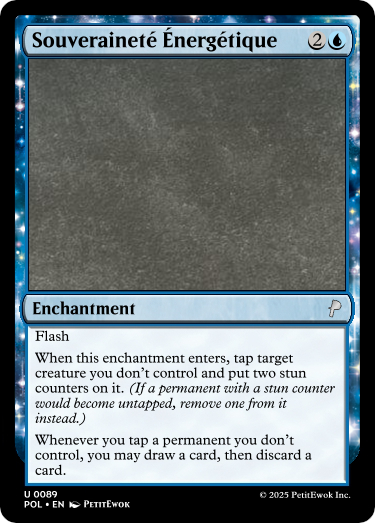 Souveraineté Énergétique 2
Enchantment
Flash
When this enchantment enters, tap target
creature you don't control and put two stun
counters on it. (If a permanent with a stun counter
would become untapped, remove one from it
instead.)
Whenever you tap a permanent you don't
control, you may draw a card, then discard a
card.
U 0089
POL • EN PetitEwok
© 2025 PetitEwok Inc.